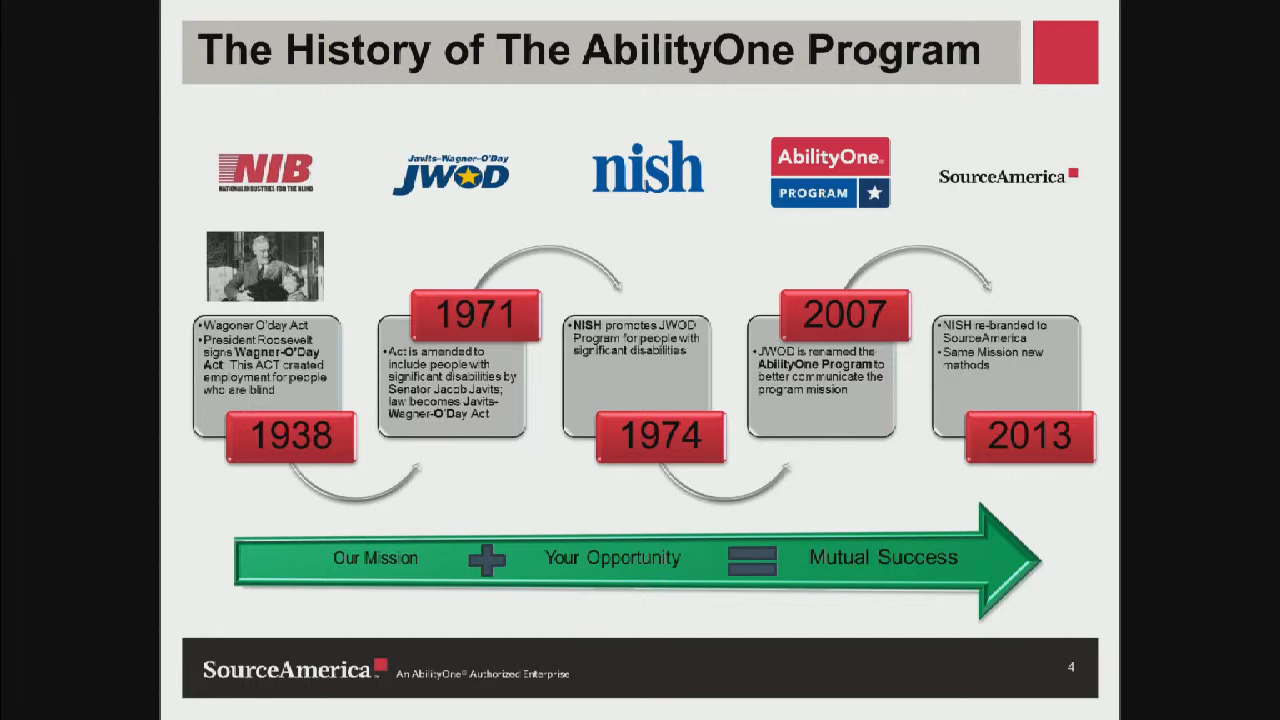 The History of The AbilityOne Program
NIB
NATIONAL INDUSTRIES FOR THE BLIND
Javits-Wagner-O'Day
JWOD
nish
AbilityOne®
PROGRAM
SourceAmerica
•Wagoner O'day Act
•President Roosevelt
signs Wagner-O'Day
Act. This ACT created
employment for people
who are blind
1938
1971
•Act is amended to
include people with
significant disabilities by
Senator Jacob Javits;
law becomes Javits-
Wagner-O'Day Act
•NISH promotes JWOD
Program for people with
significant disabilities
1974
2007
•JWOD is renamed the
AbilityOne Program to
better communicate the
program mission
•NISH re-branded to
SourceAmerica
•Same Mission new
methods
2013
Our Mission + Your Opportunity = Mutual Success
SourceAmerica An AbilityOne® Authorized Enterprise
4